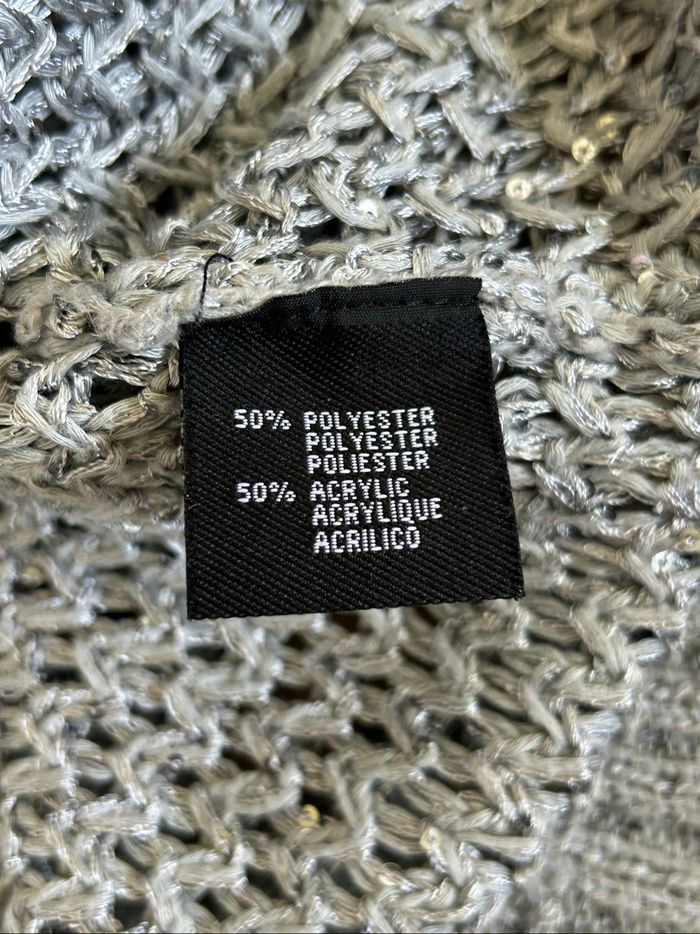 50% POLYESTER
POLYESTER
POLIESTER
50% ACRYLIC
ACRYLIQUE
ACRILICO